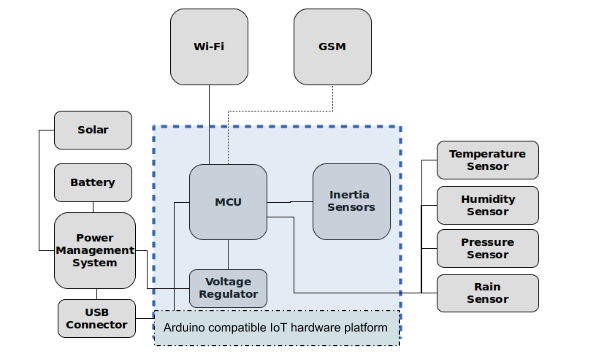 Wi-Fi
GSM
Solar
Battery
Power
Management
System
USB
Connector
MCU
Inertia
Sensors
Voltage
Regulator
Arduino compatible IoT hardware platform
Temperature
Sensor
Humidity
Sensor
Pressure
Sensor
Rain
Sensor